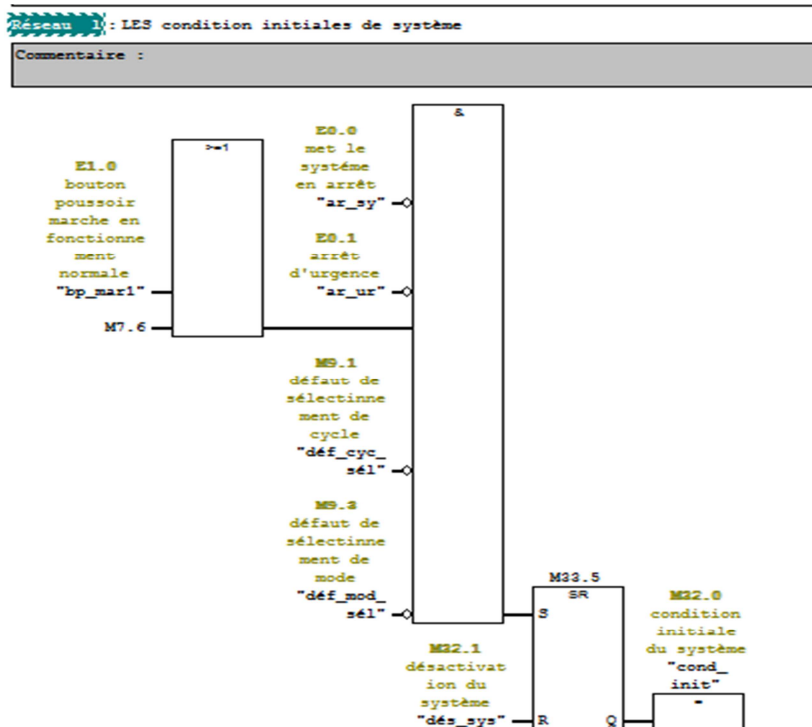 Réseau 1 : LES condition initiales de système
Commentaire :
&
>=1
E0.0
met le
systéme
en arrêt
"ar_sy"
E1.0
bouton
poussoir
marche en
fonctionne
ment
normale
"bp_mar1"
M7.6
E0.1
arrêt
d'urgence
"ar_ur"
M9.1
défaut de
sélectinne
ment de
cycle
"déf_cyc_
sél"
M9.3
défaut de
sélectinne
ment de
mode
"déf_mod_
sél"
M33.5
SR
S
R
Q
M32.1
désactivat
ion du
système
"dés_sys"
M32.0
condition
initiale
du système
"cond_
init"
=